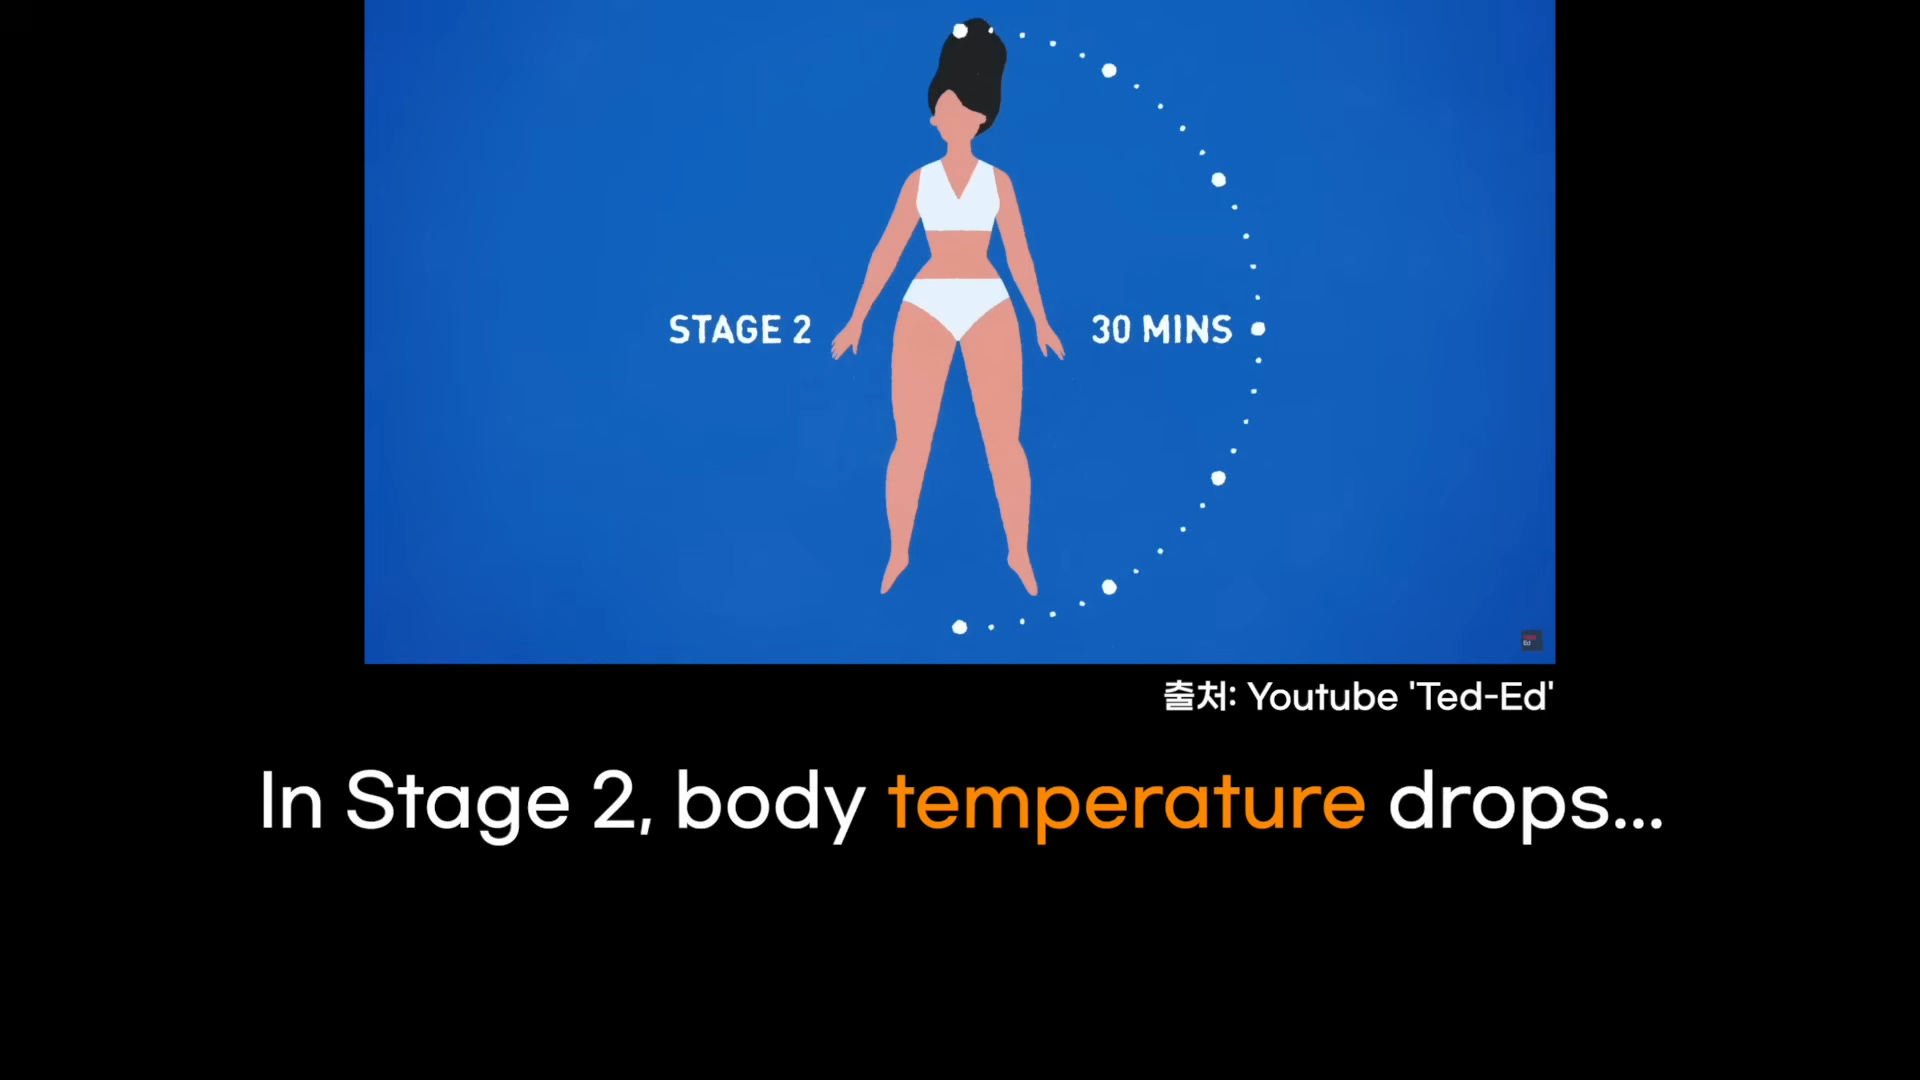 STAGE 2
30 MINS
출처: Youtube 'Ted-Ed'
In Stage 2, body temperature drops...